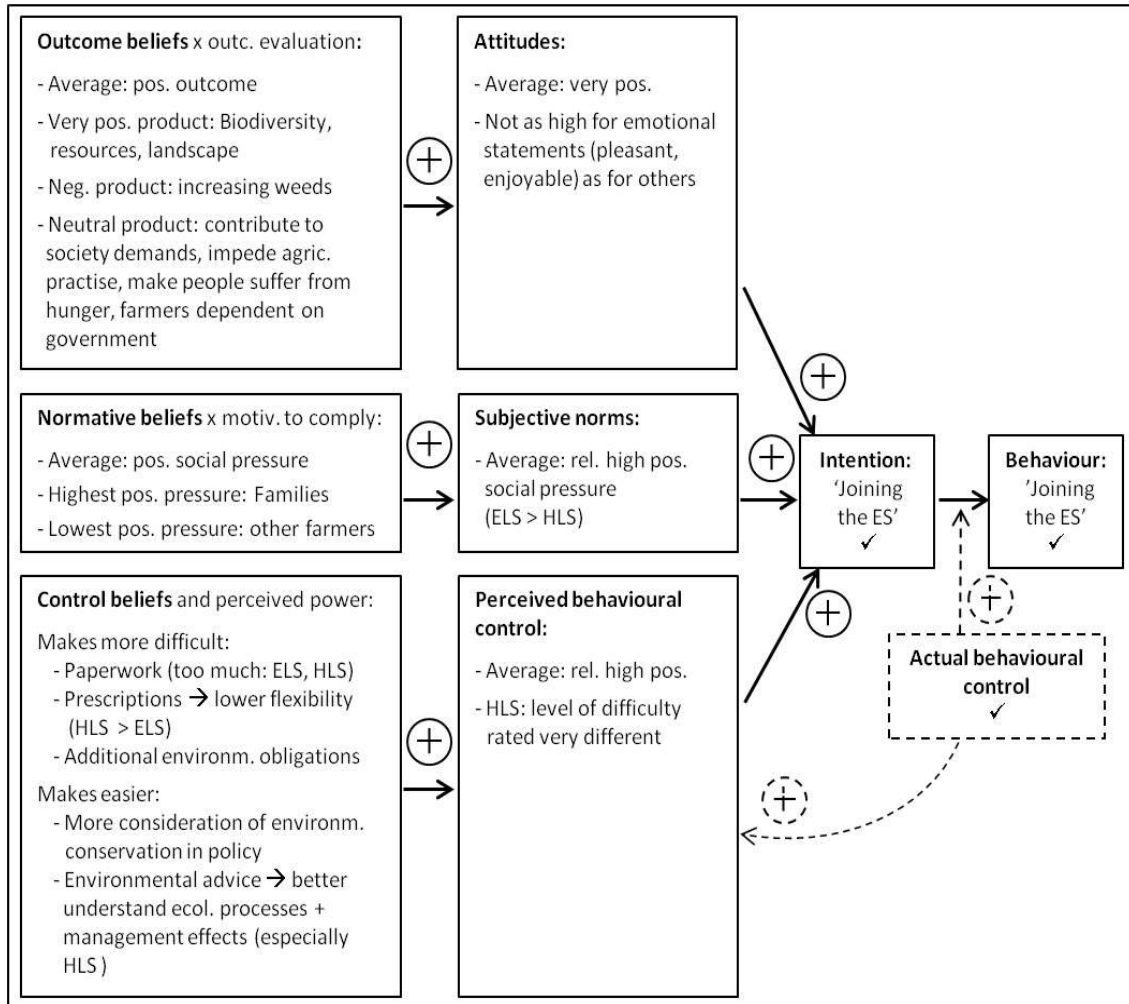 Outcome beliefs x outc. evaluation:
- Average: pos. outcome
- Very pos. product: Biodiversity,
resources, landscape
- Neg. product: increasing weeds
- Neutral product: contribute to
society demands, impede agric.
practise, make people suffer from
hunger, farmers dependent on
government
+
Attitudes:
- Average: very pos.
- Not as high for emotional
statements (pleasant,
enjoyable) as for others
+
Normative beliefs x motiv. to comply:
- Average: pos. social pressure
- Highest pos. pressure: Families
- Lowest pos. pressure: other farmers
+
Subjective norms:
- Average: rel. high pos.
social pressure
(ELS > HLS)
+
Intention:
‘Joining
the ES’
✓
Behaviour:
’Joining
the ES’
✓
Control beliefs and perceived power:
Makes more difficult:
- Paperwork (too much: ELS, HLS)
- Prescriptions → lower flexibility
(HLS > ELS)
- Additional environm. obligations
Makes easier:
- More consideration of environm.
conservation in policy
- Environmental advice → better
understand ecol. processes +
management effects (especially
HLS )
+
Perceived behavioural
control:
- Average: rel. high pos.
- HLS: level of difficulty
rated very different
+
+
Actual behavioural
control
✓
+